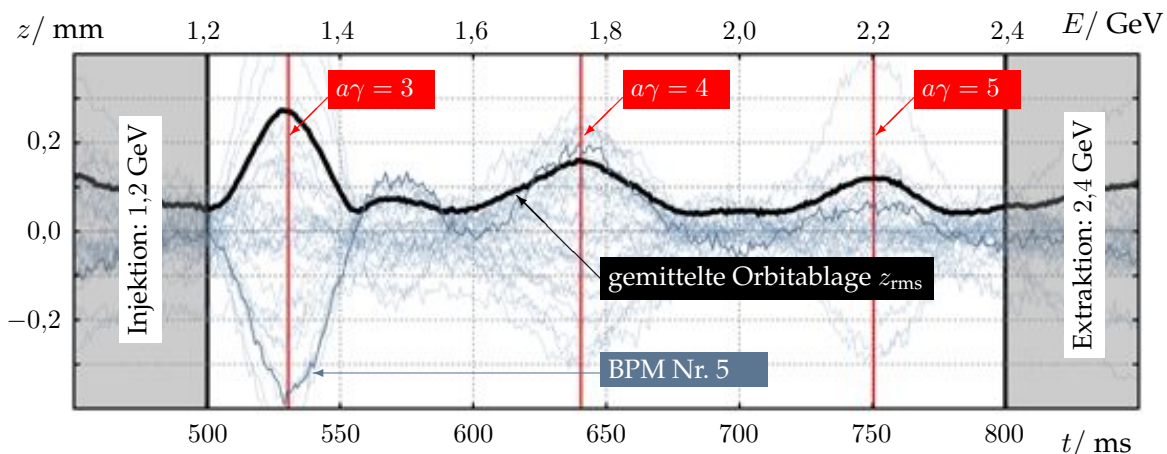 z/ mm 1,2 1,4 1,6 1,8 2,0 2,2 2,4 E/ GeV
aγ = 3
aγ = 4
aγ = 5
0,2
0,0
−0,2
Injektion: 1,2 GeV
Extraktion: 2,4 GeV
gemittelte Orbitablage z_rms
BPM Nr. 5
500 550 600 650 700 750 800 t/ ms